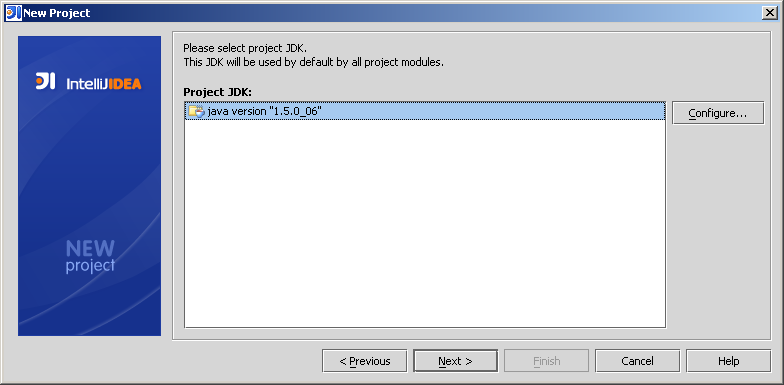 New Project
IntelliJIDEA
NEW
project
Please select project JDK.
This JDK will be used by default by all project modules.
Project JDK:
java version "1.5.0_06"
Configure...
< Previous
Next >
Finish
Cancel
Help